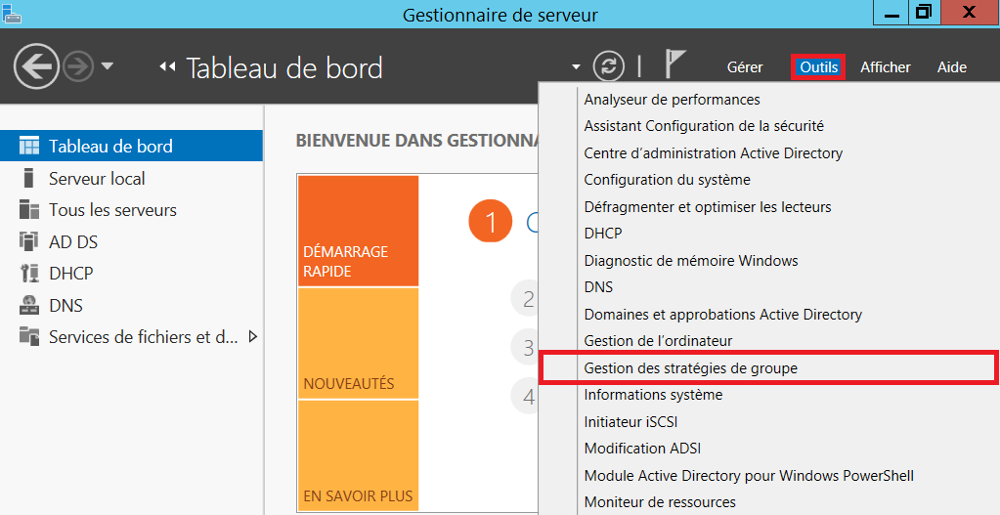 Gestionnaire de serveur
Tableau de bord
Gérer Outils Afficher Aide
Tableau de bord
Serveur local
Tous les serveurs
AD DS
DHCP
DNS
Services de fichiers et d...
BIENVENUE DANS GESTIONNA
DÉMARRAGE
RAPIDE
NOUVEAUTÉS
EN SAVOIR PLUS
1
2
3
4
Analyseur de performances
Assistant Configuration de la sécurité
Centre d'administration Active Directory
Configuration du système
Défragmenter et optimiser les lecteurs
DHCP
Diagnostic de mémoire Windows
DNS
Domaines et approbations Active Directory
Gestion de l'ordinateur
Gestion des stratégies de groupe
Informations système
Initiateur iSCSI
Modification ADSI
Module Active Directory pour Windows PowerShell
Moniteur de ressources